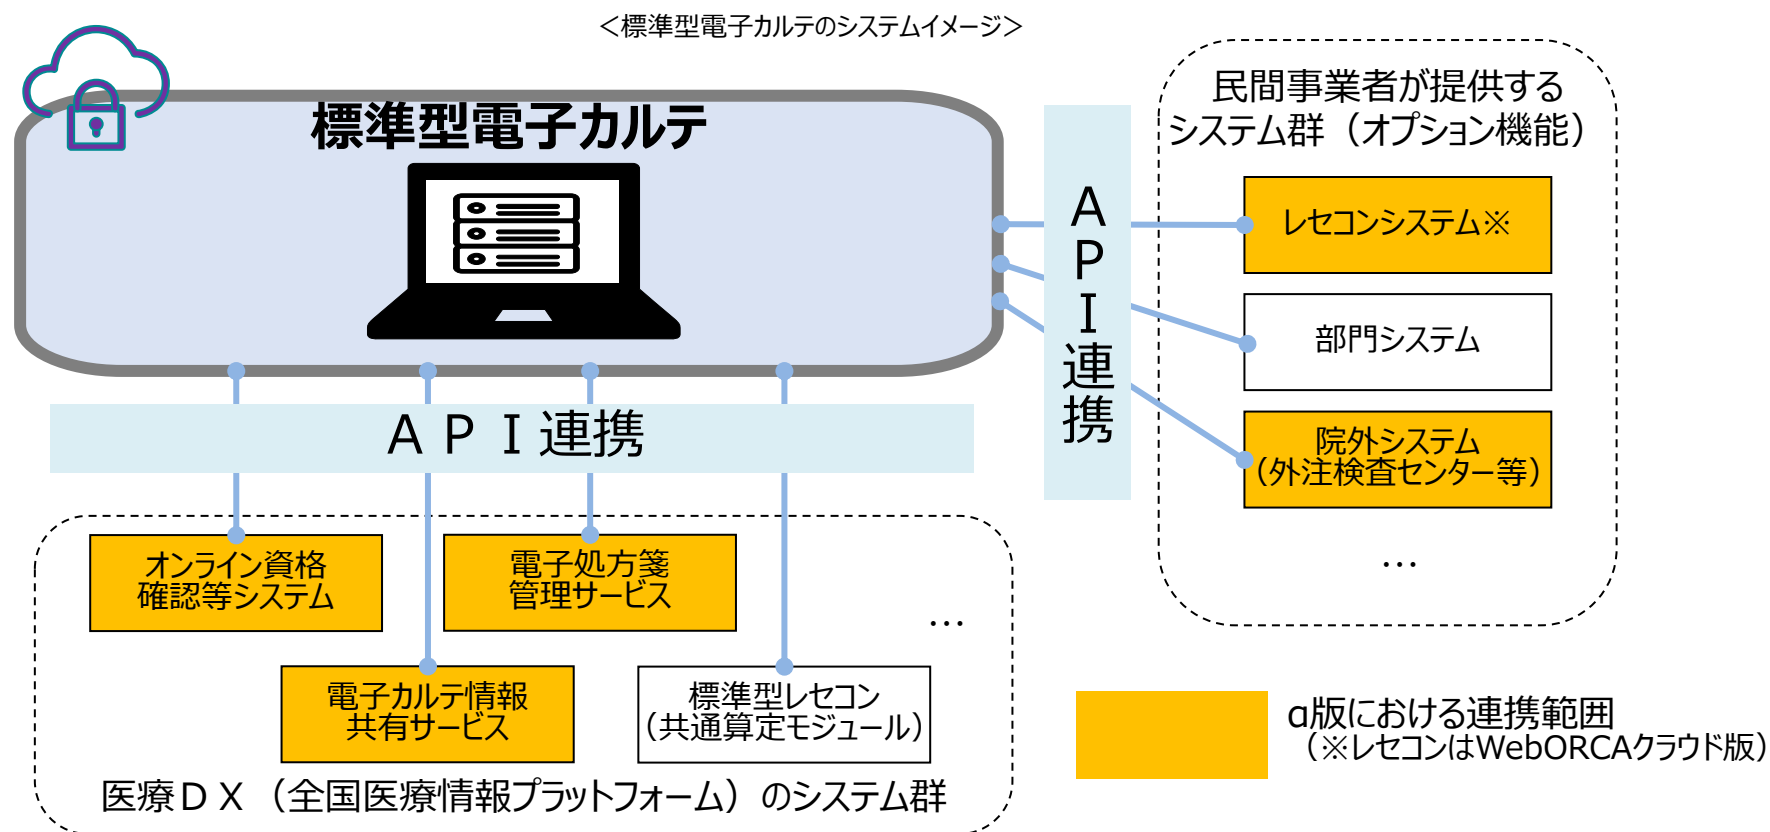 ＜標準型電子カルテのシステムイメージ＞
標準型電子カルテ
ＡＰＩ連携
ＡＰＩ連携
民間事業者が提供する
システム群（オプション機能）
レセコンシステム※
部門システム
院外システム
（外注検査センター等）
…
オンライン資格
確認等システム
電子処方箋
管理サービス
…
電子カルテ情報
共有サービス
標準型レセコン
（共通算定モジュール）
医療ＤＸ（全国医療情報プラットフォーム）のシステム群
α版における連携範囲
（※レセコンはWebORCAクラウド版）